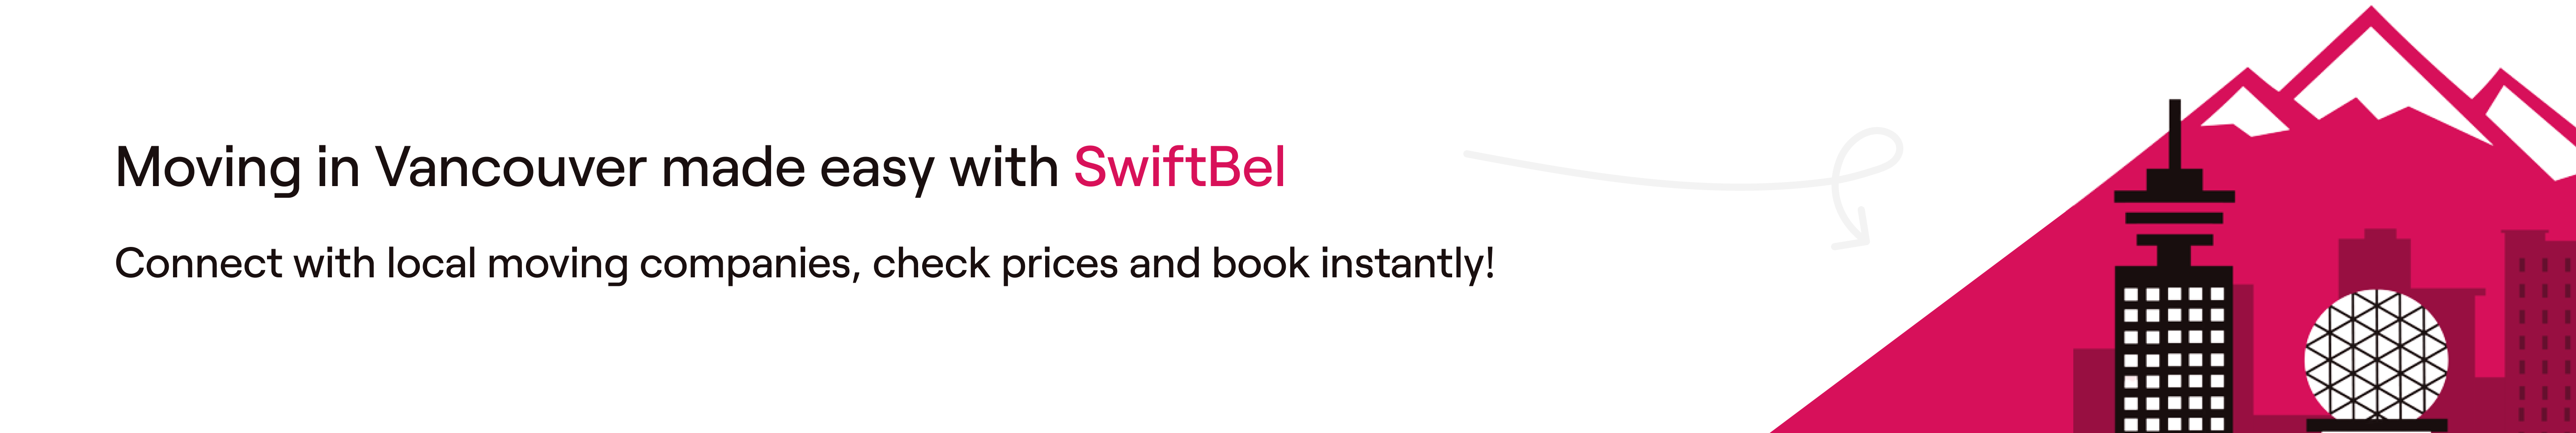 Moving in Vancouver made easy with SwiftBel
Connect with local moving companies, check prices and book instantly!